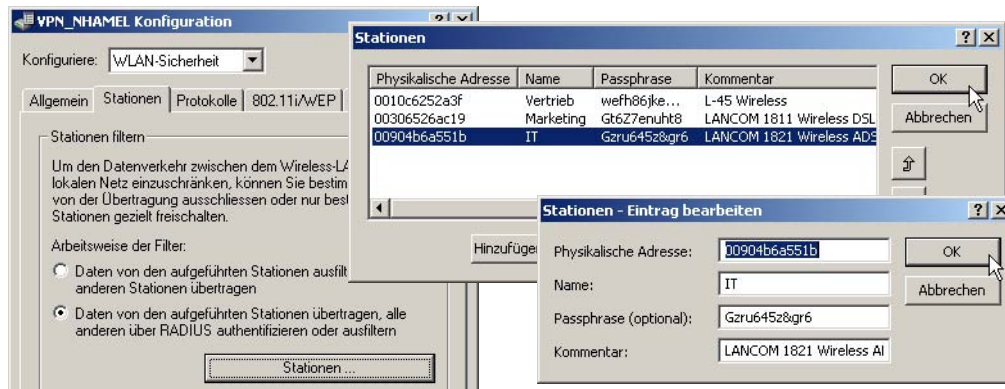 VPN_NHAMEL Konfiguration
Konfiguriere: WLAN-Sicherheit
Allgemein Stationen Protokolle 802.11i/WEP
Stationen filtern
Um den Datenverkehr zwischen dem Wireless-LA
lokalen Netz einzuschränken, können Sie bestim
von der Übertragung ausschliessen oder nur best
Stationen gezielt freischalten.
Arbeitsweise der Filter:
Daten von den aufgeführten Stationen ausfilt
anderen Stationen übertragen
Daten von den aufgeführten Stationen übertragen, alle
anderen über RADIUS authentifizieren oder ausfiltern
Stationen ...
Stationen
Physikalische Adresse Name Passphrase Kommentar
0010c6252a3f Vertrieb wefh86jke... L-45 Wireless
00306526ac19 Marketing Gt6Z7enuht8 LANCOM 1811 Wireless DSL
00904b6a551b IT Gzru645z&gr6 LANCOM 1821 Wireless ADS
OK
Abbrechen
Hinzufüge
Stationen - Eintrag bearbeiten
Physikalische Adresse: 00904b6a551b
Name: IT
Passphrase (optional): Gzru645z&gr6
Kommentar: LANCOM 1821 Wireless AI
OK
Abbrechen